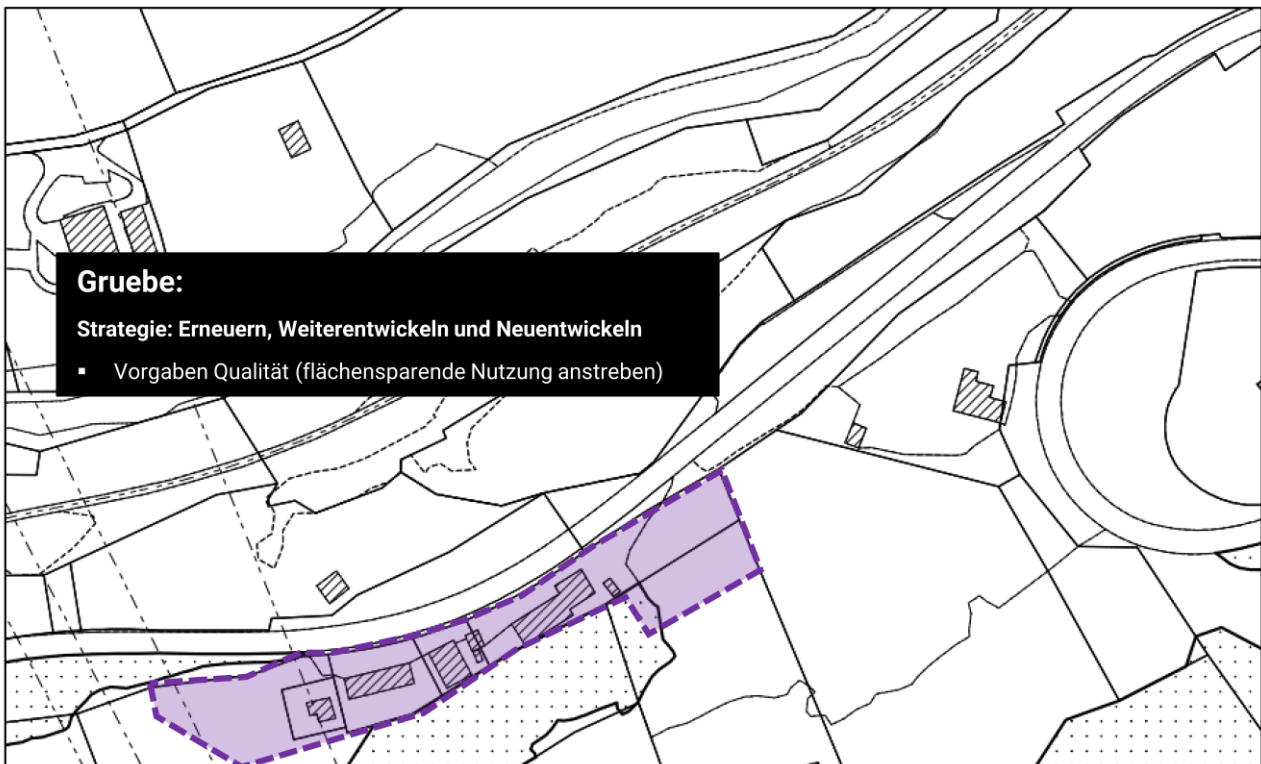 Gruebe:
Strategie: Erneuern, Weiterentwickeln und Neuentwickeln
▪ Vorgaben Qualität (flächensparende Nutzung anstreben)